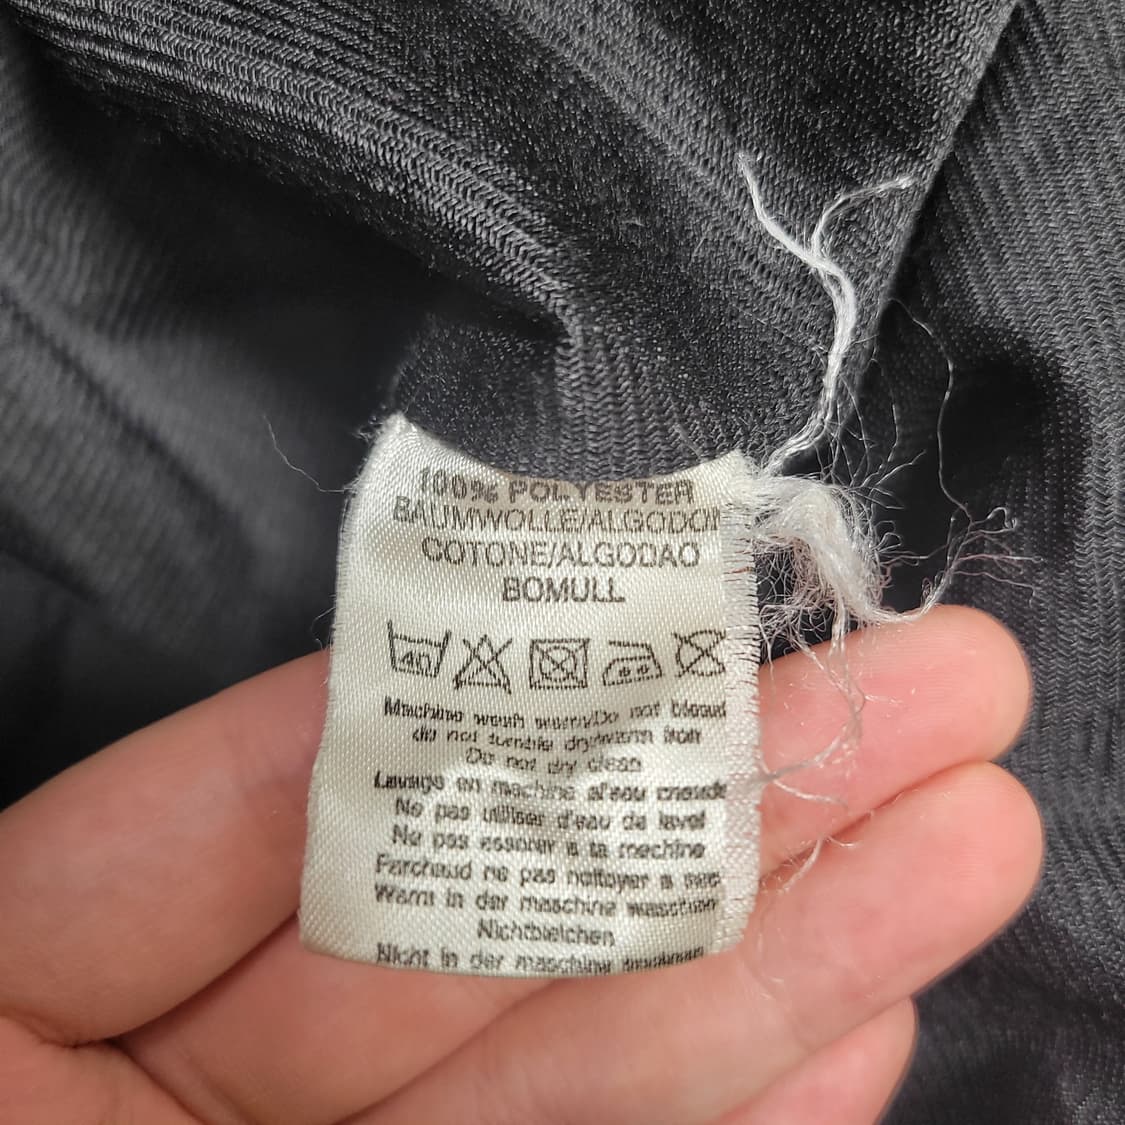 100% POLYESTER
BAUMWOLLE/ALGODON
COTONE/ALGODAO
BOMULL
40
Machine wash warm/Do not bleach
do not tumble dry/warm iron
Do not dry clean
Lavage en machine a l'eau chaude
Ne pas utiliser d'eau de javel
Ne pas essorer a la machine
Ferchaud ne pas nettoyer a sec
Warm in der maschine waschen
Nichtbleichen
Nicht in der maschine